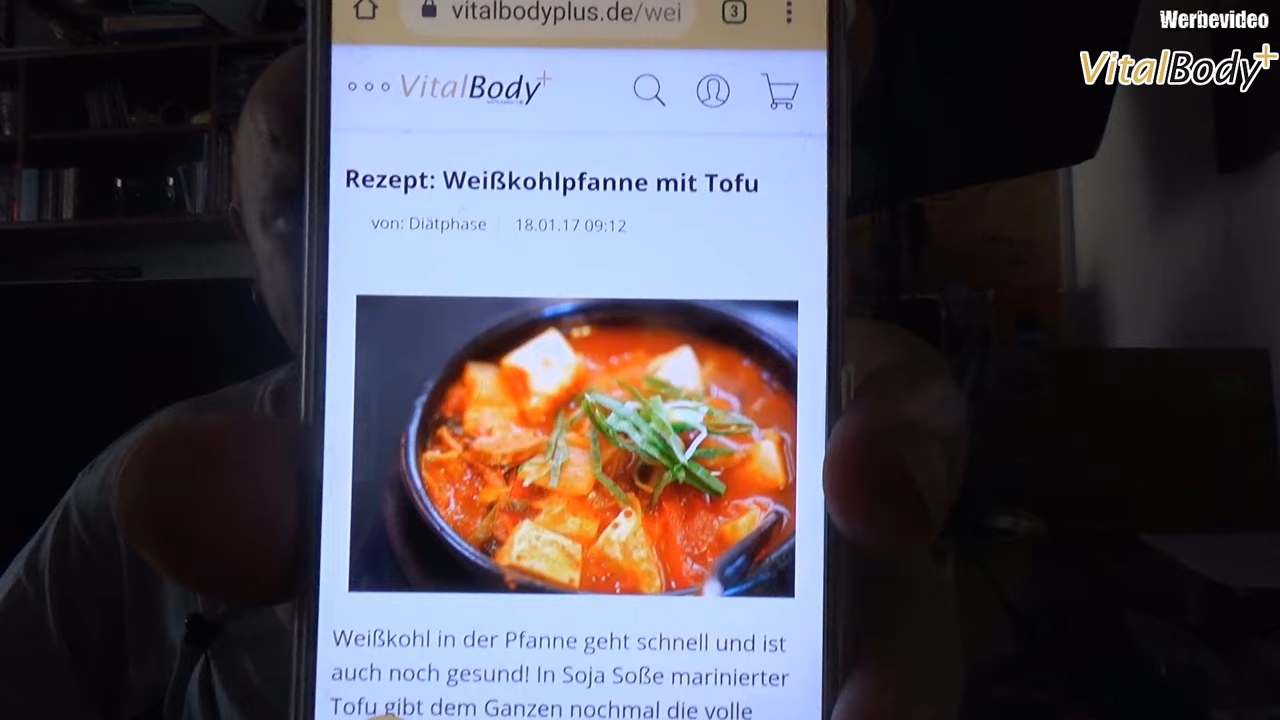 vitalbodyplus.de/wei
3
Werbevideo
VitalBody+
VitalBody+
Rezept: Weißkohlpfanne mit Tofu
von: Diätphase
18.01.17 09:12
Weißkohl in der Pfanne geht schnell und ist
auch noch gesund! In Soja Soße marinierter
Tofu gibt dem Ganzen nochmal die volle